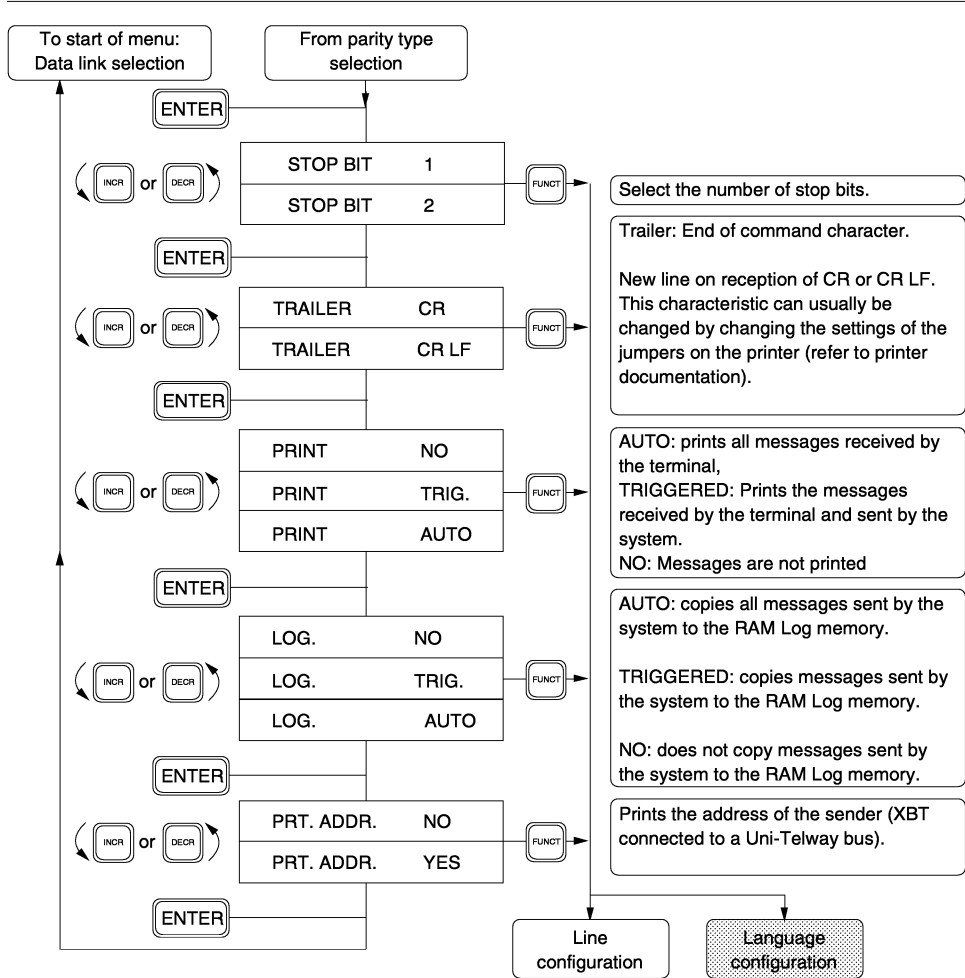 To start of menu:
Data link selection
From parity type
selection
ENTER
INCR or DECR
STOP BIT 1
STOP BIT 2
FUNCT
Select the number of stop bits.
ENTER
INCR or DECR
TRAILER CR
TRAILER CR LF
FUNCT
Trailer: End of command character.
New line on reception of CR or CR LF.
This characteristic can usually be
changed by changing the settings of the
jumpers on the printer (refer to printer
documentation).
ENTER
INCR or DECR
PRINT NO
PRINT TRIG.
PRINT AUTO
FUNCT
AUTO: prints all messages received by
the terminal,
TRIGGERED: Prints the messages
received by the terminal and sent by the
system.
NO: Messages are not printed
ENTER
INCR or DECR
LOG. NO
LOG. TRIG.
LOG. AUTO
FUNCT
AUTO: copies all messages sent by the
system to the RAM Log memory.
TRIGGERED: copies messages sent by
the system to the RAM Log memory.
NO: does not copy messages sent by
the system to the RAM Log memory.
ENTER
INCR or DECR
PRT. ADDR. NO
PRT. ADDR. YES
FUNCT
Prints the address of the sender (XBT
connected to a Uni-Telway bus).
ENTER
Line
configuration
Language
configuration